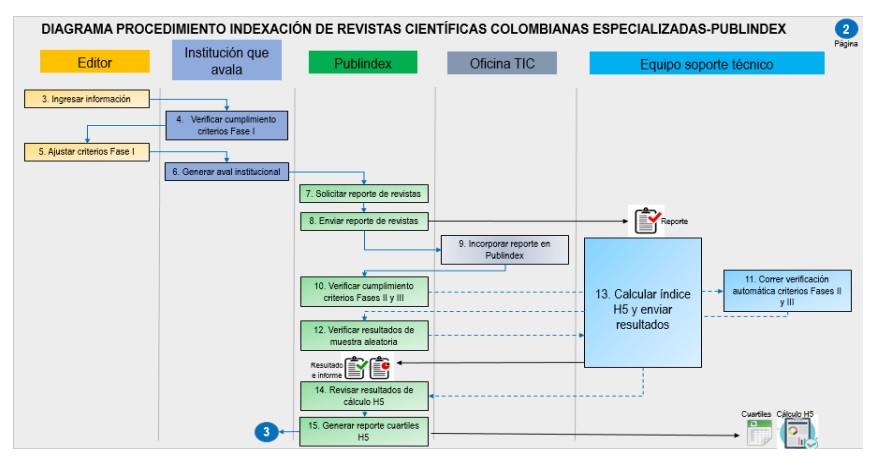 DIAGRAMA PROCEDIMIENTO INDEXACIÓN DE REVISTAS CIENTÍFICAS COLOMBIANAS ESPECIALIZADAS-PUBLINDEX
2
Página
Editor
Institución que
avala
Publindex
Oficina TIC
Equipo soporte técnico
3. Ingresar información
4. Verificar cumplimiento
criterios Fase I
5. Ajustar criterios Fase I
6. Generar aval institucional
7. Solicitar reporte de revistas
8. Enviar reporte de revistas
Reporte
9. Incorporar reporte en
Publindex
10. Verificar cumplimiento
criterios Fases II y III
11. Correr verificación
automática criterios Fases II
y III
12. Verificar resultados de
muestra aleatoria
13. Calcular índice
H5 y enviar
resultados
Resultado
e informe
14. Revisar resultados de
cálculo H5
15. Generar reporte cuartiles
H5
3
Cuartiles
Cálculo H5